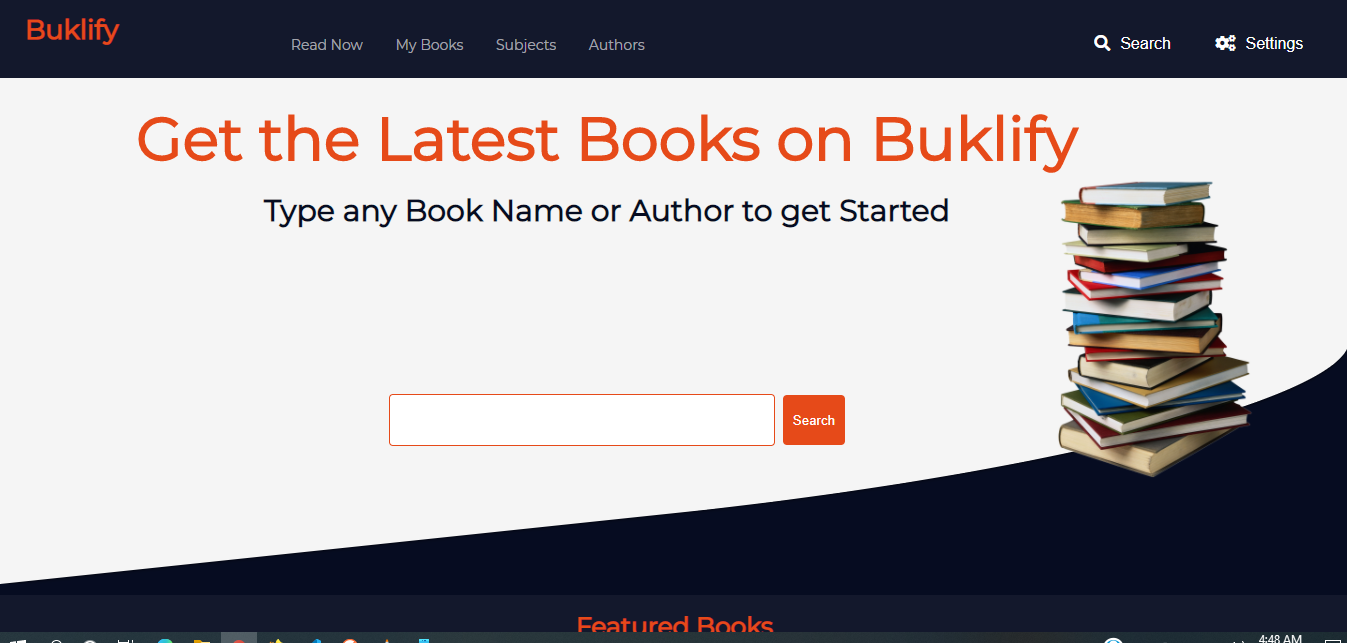 Buklify
Read Now My Books Subjects Authors
Search Settings
Get the Latest Books on Buklify
Type any Book Name or Author to get Started
Search
Featured Books
4:48 AM